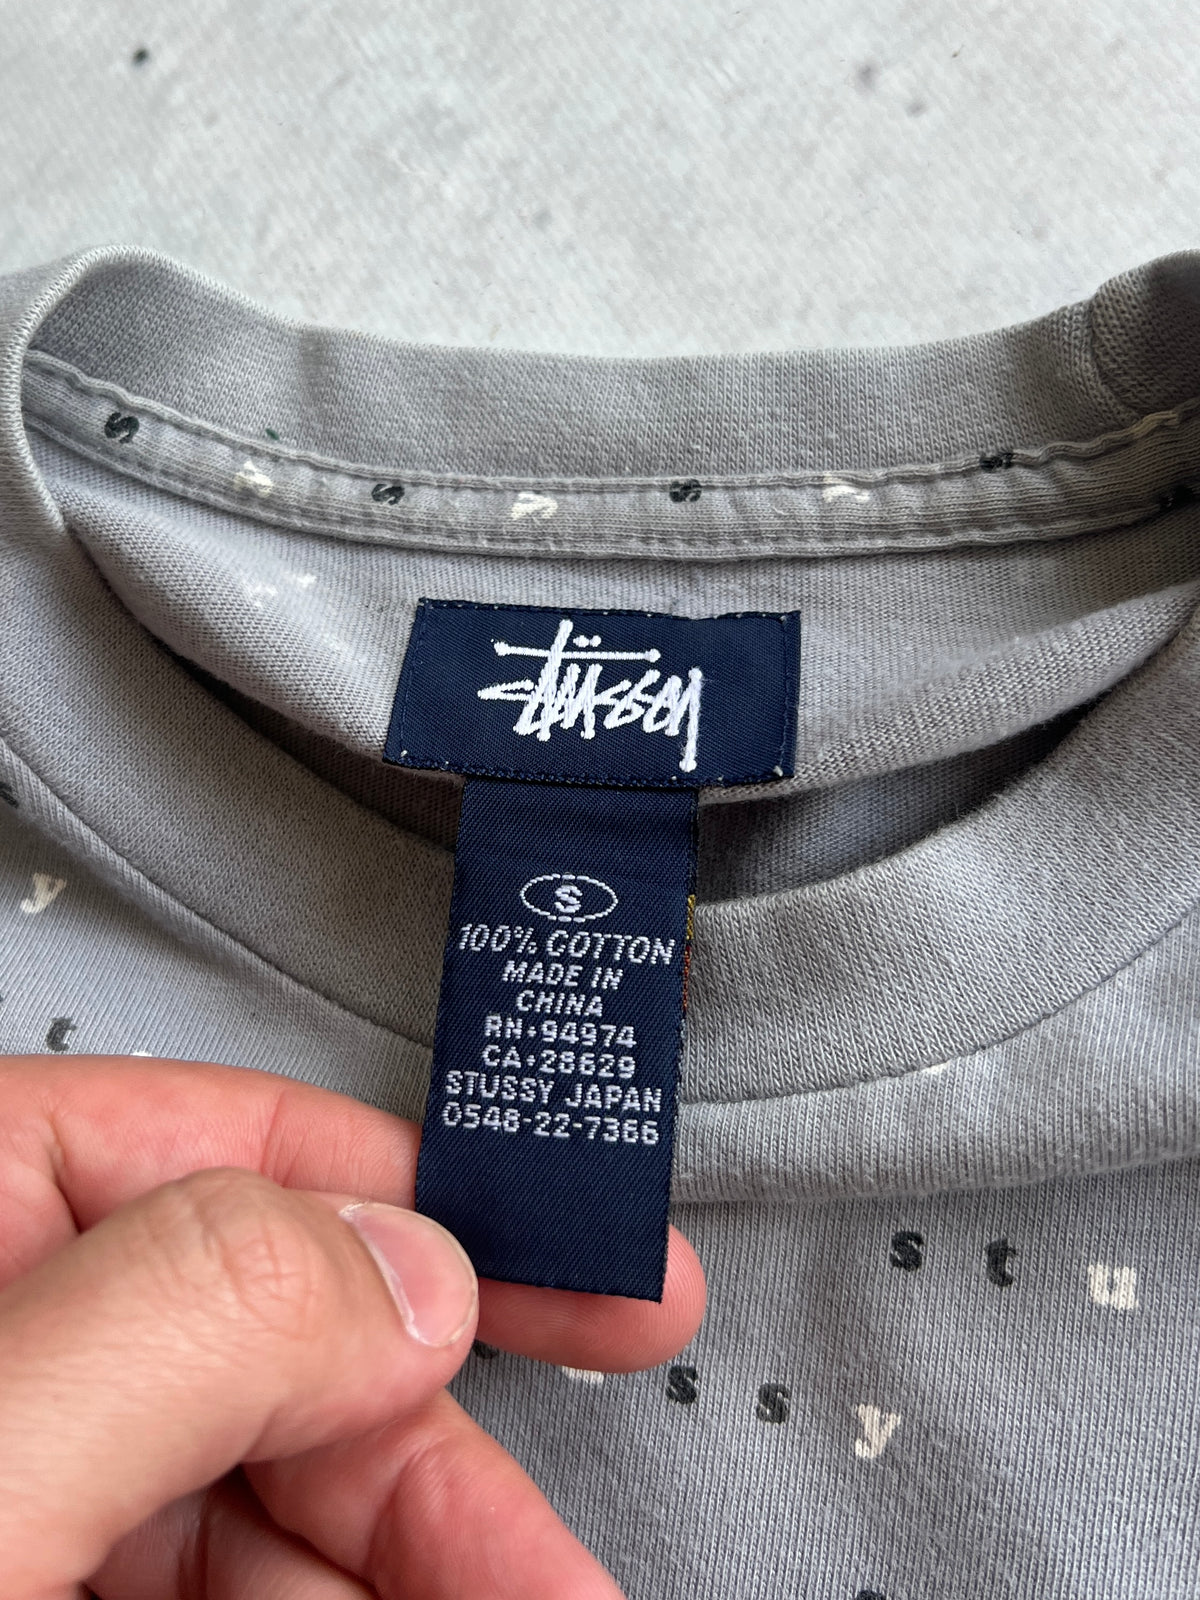 s y s y s y s
Stüssy
S
100% COTTON
MADE IN
CHINA
RN·94974
CA·28629
STUSSY JAPAN
0548-22-7366
y
t
s t u
u s s y